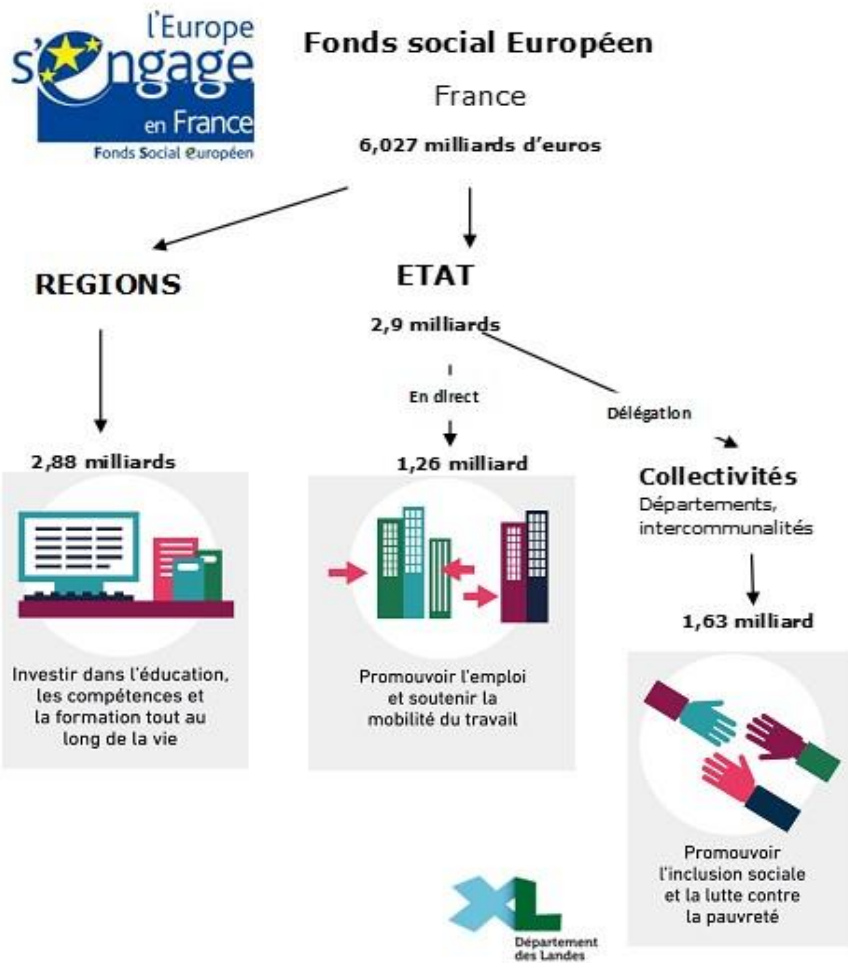 l'Europe
s'engage
en France
Fonds Social européen
Fonds social Européen
France
6,027 milliards d'euros
REGIONS
ETAT
2,9 milliards
En direct
Délégation
2,88 milliards
1,26 milliard
Collectivités
Départements,
intercommunalités
1,63 milliard
Investir dans l'éducation,
les compétences et
la formation tout au
long de la vie
Promouvoir l'emploi
et soutenir la
mobilité du travail
Promouvoir
l'inclusion sociale
et la lutte contre
la pauvreté
XL
Département
des Landes